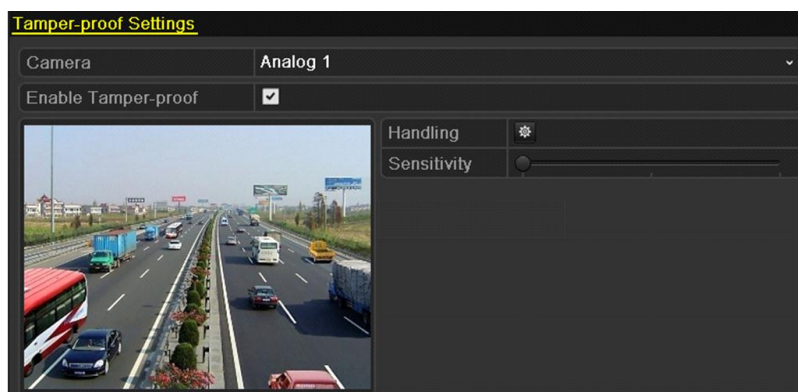 Tamper-proof Settings
Camera Analog 1
Enable Tamper-proof
Handling
Sensitivity